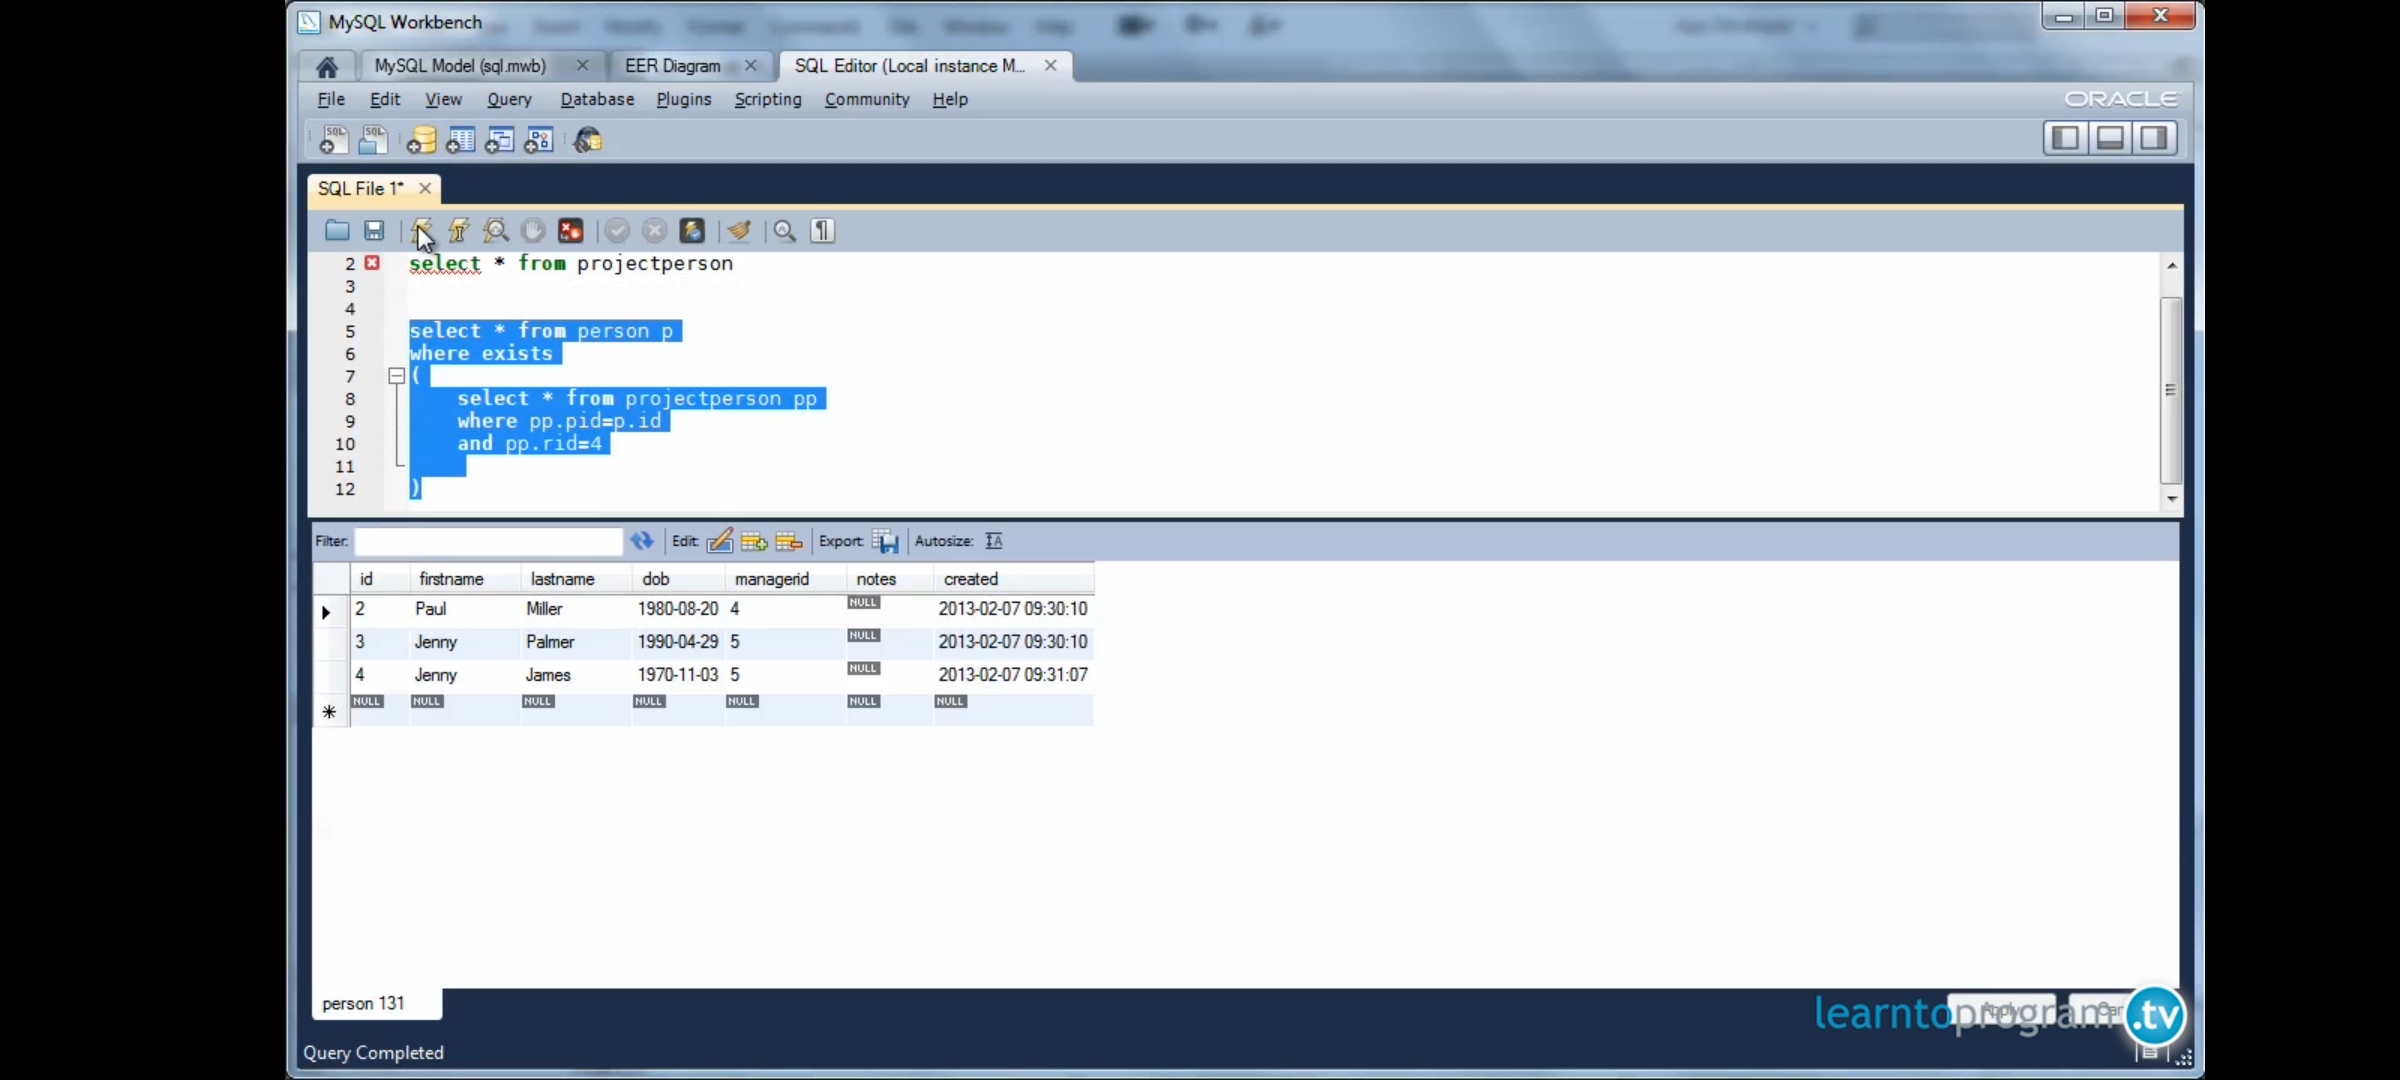 MySQL Workbench
MySQL Model (sql.mwb) EER Diagram SQL Editor (Local instance M...
File Edit View Query Database Plugins Scripting Community Help ORACLE
SQL File 1*
2 select * from projectperson
3
4
5 select * from person p
6 where exists
7 (
8 select * from projectperson pp
9 where pp.pid=p.id
10 and pp.rid=4
11
12 )
Filter: Edit: Export: Autosize:
id firstname lastname dob managerid notes created
2 Paul Miller 1980-08-20 4 NULL 2013-02-07 09:30:10
3 Jenny Palmer 1990-04-29 5 NULL 2013-02-07 09:30:10
4 Jenny James 1970-11-03 5 NULL 2013-02-07 09:31:07
NULL NULL NULL NULL NULL NULL NULL
person 131
learntoprogram.tv
Query Completed